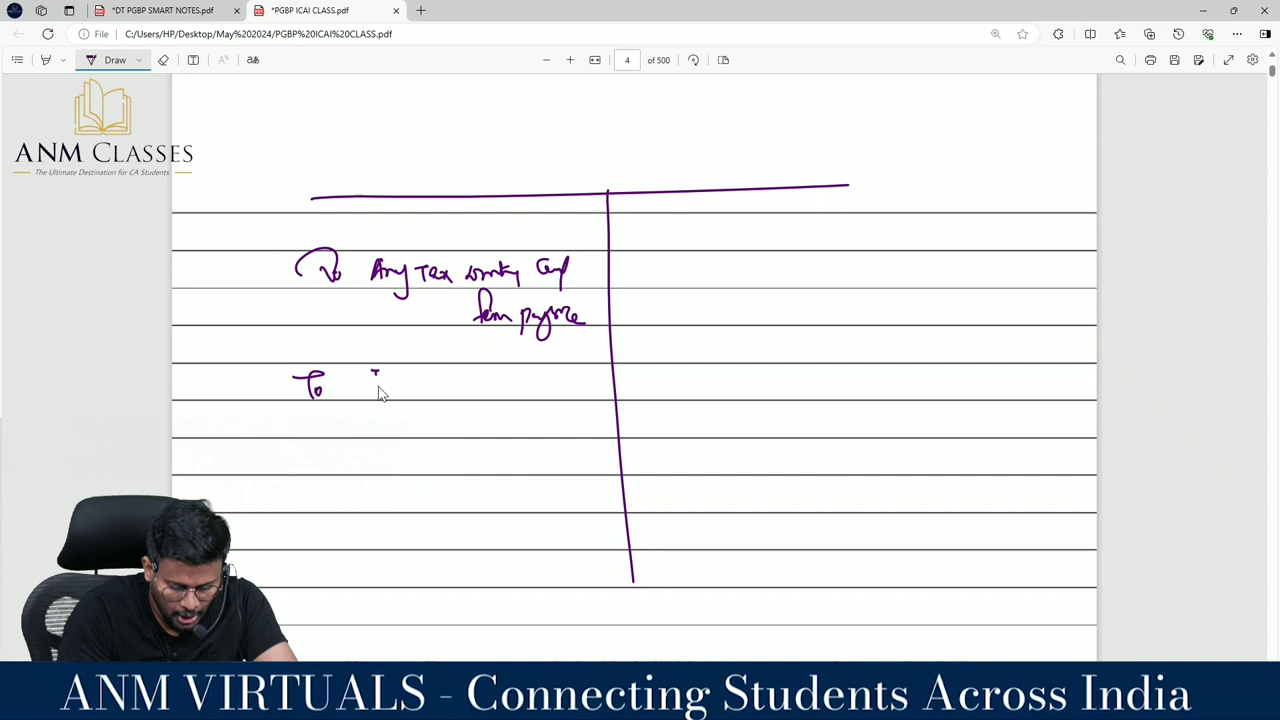 *DT PGBP SMART NOTES.pdf
*PGBP ICAI CLASS.pdf
File
C:/Users/HP/Desktop/May%202024/PGBP%20ICAI%20CLASS.pdf
Draw
4 of 500
ANM CLASSES
The Ultimate Destination for CA Students
To Any Tax
To
ANM VIRTUALS - Connecting Students Across India